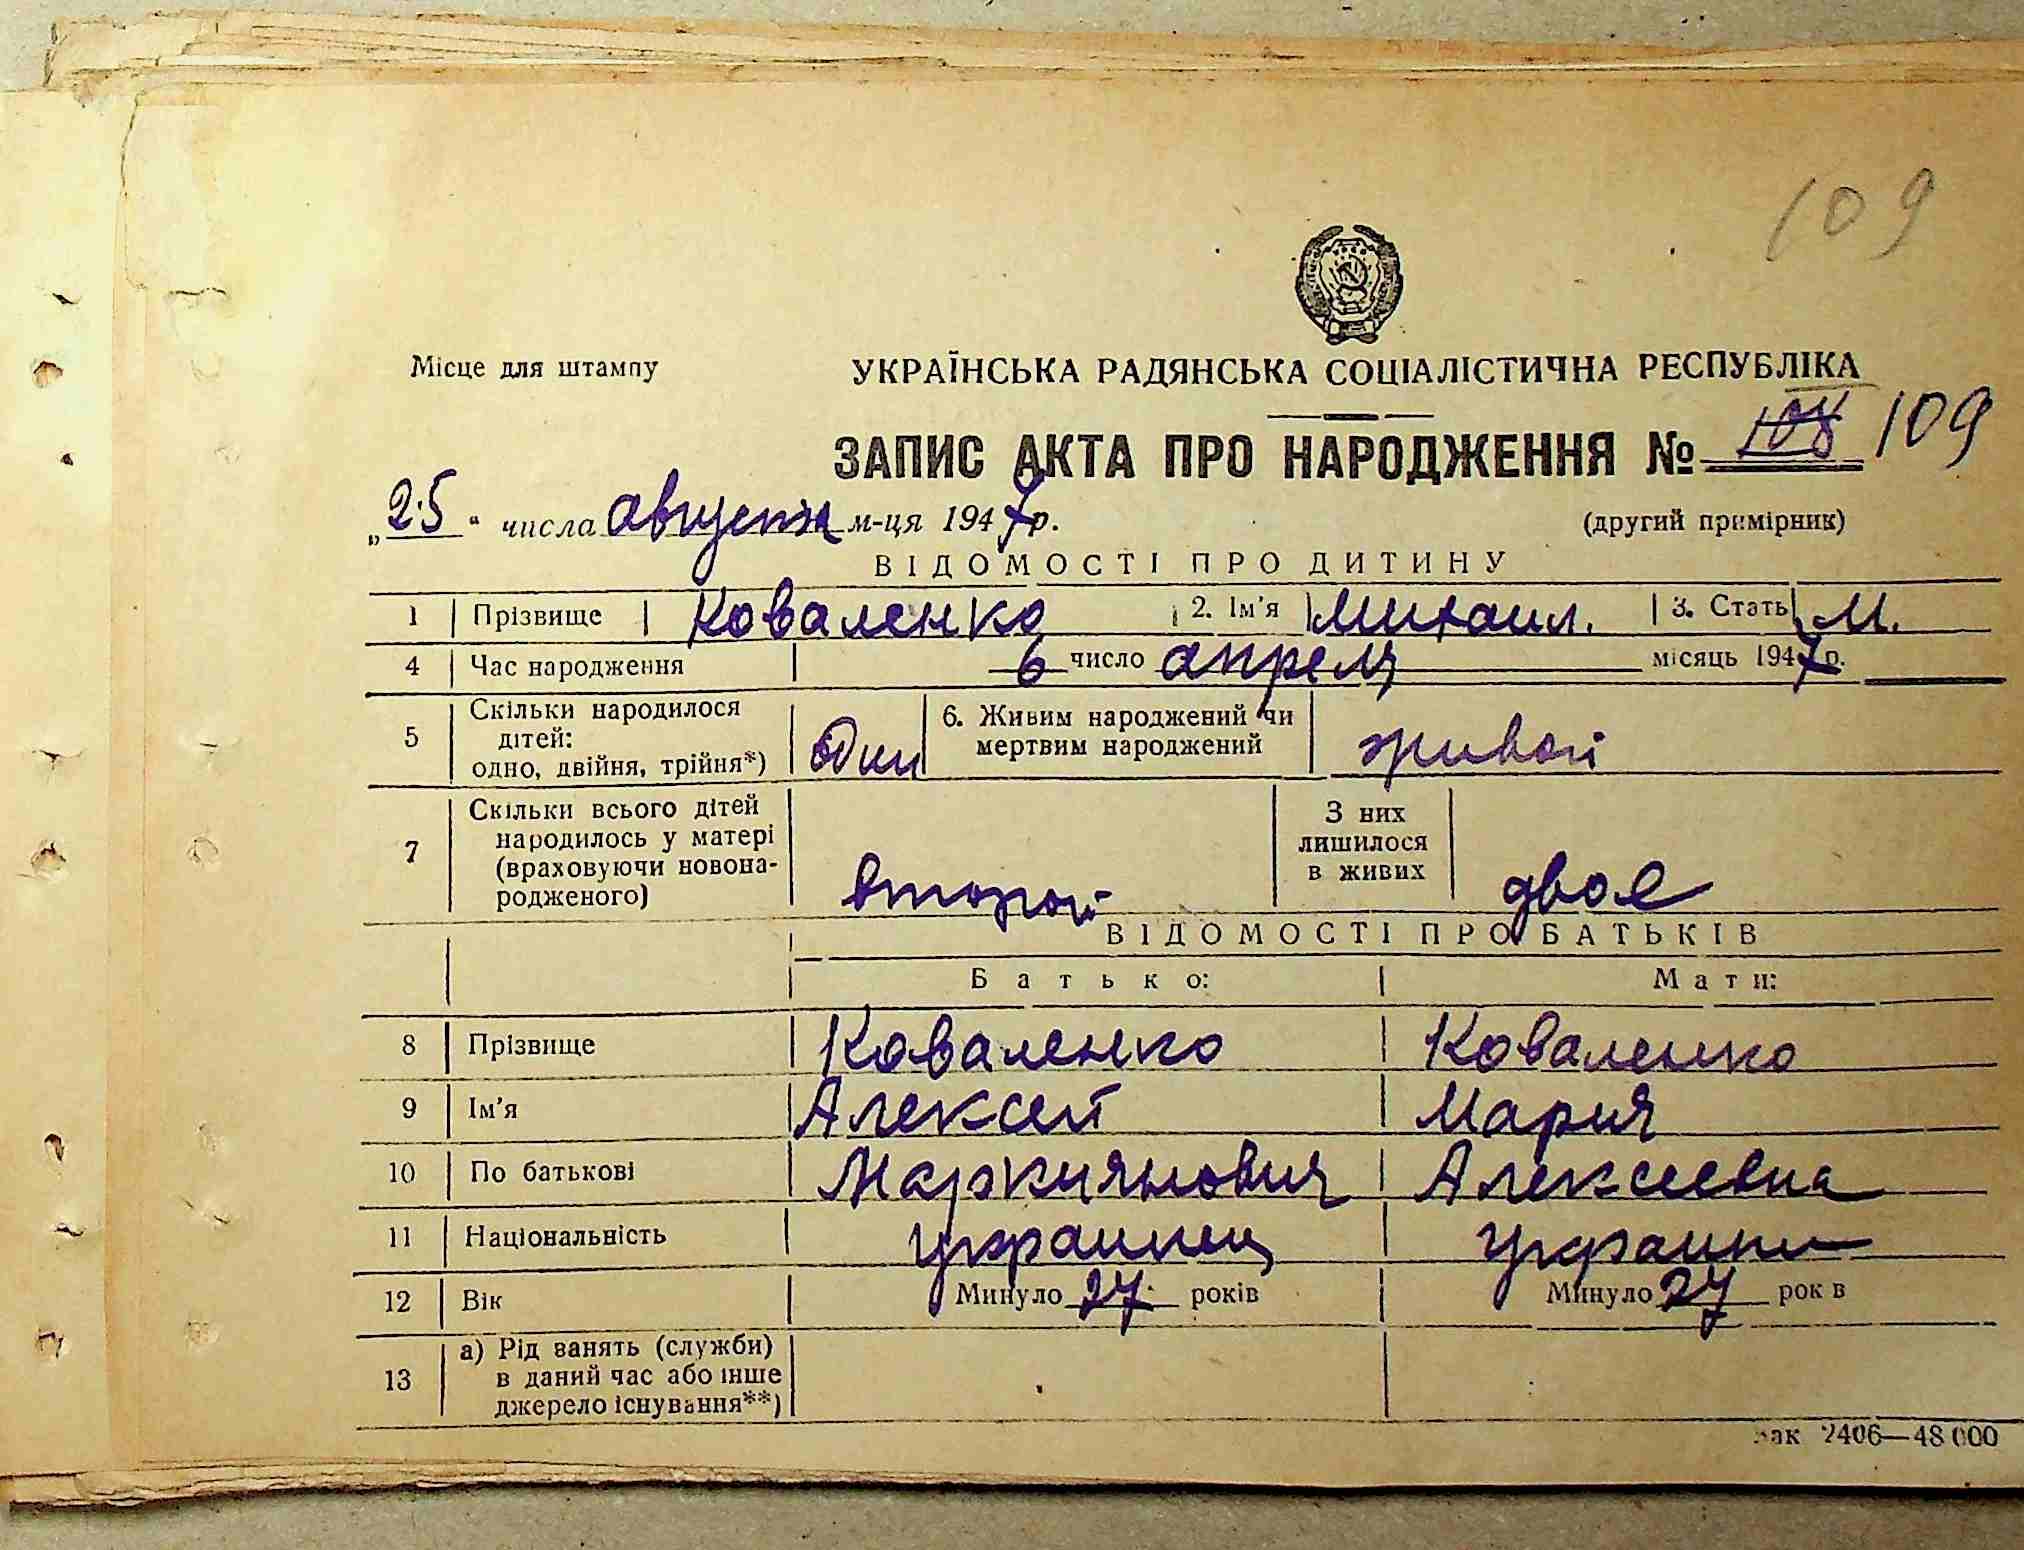 109
Місце для штампу УКРАЇНСЬКА РАДЯНСЬКА СОЦІАЛІСТИЧНА РЕСПУБЛІКА
ЗАПИС АКТА ПРО НАРОДЖЕННЯ № 108 109
„25“ числа августа м-ця 1947 р. (другий примірник)
ВІДОМОСТІ ПРО ДИТИНУ
1 Прізвище Коваленко 2. Ім'я Михаил. 3. Стать М.
4 Час народження 6 число апреля місяць 1947 р.
5 Скільки народилося дітей: одно, двійня, трійня*) один 6. Живим народжений чи мертвим народжений живой
7 Скільки всього дітей народилось у матері (враховуючи новонародженого) второй З них лишилося в живих двое
ВІДОМОСТІ ПРО БАТЬКІВ
Батько: Мати:
8 Прізвище Коваленко Коваленко
9 Ім'я Алексей Мария
10 По батькові Маркиянович Алексеевна
11 Національність украинец украин
12 Вік Минуло 27 років Минуло 27 рок в
13 а) Рід занять (служби) в даний час або інше джерело існування**)
Зак 2406—48 000